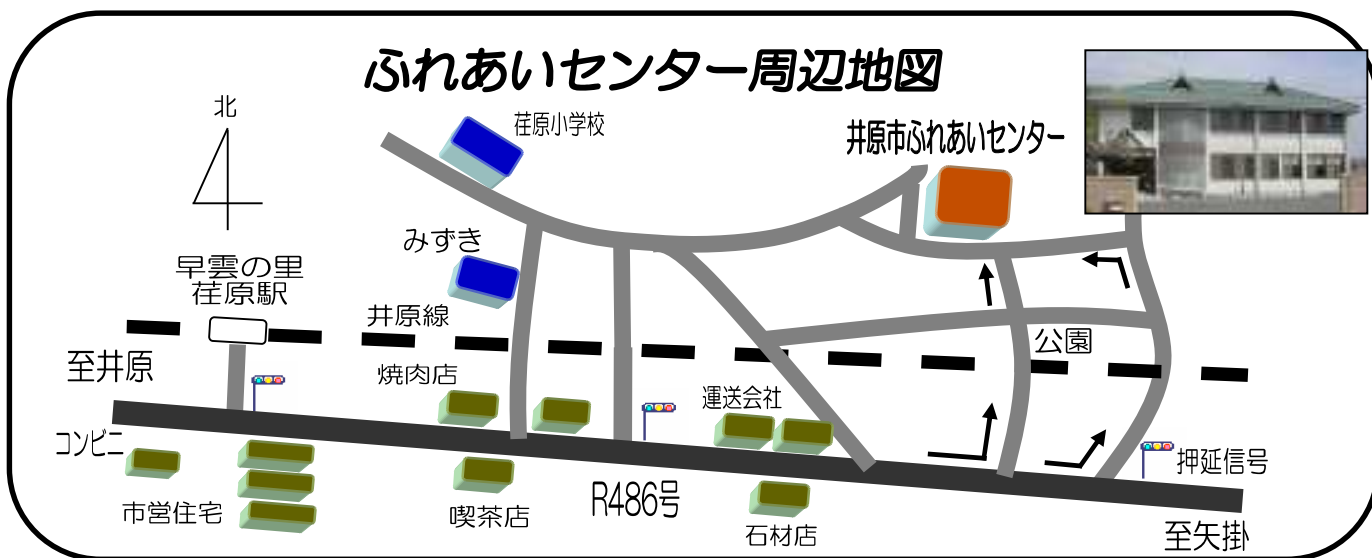 ふれあいセンター周辺地図
北
荏原小学校
井原市ふれあいセンター
みずき
早雲の里
荏原駅
井原線
公園
至井原
焼肉店
運送会社
コンビニ
押延信号
市営住宅
喫茶店
R486号
石材店
至矢掛